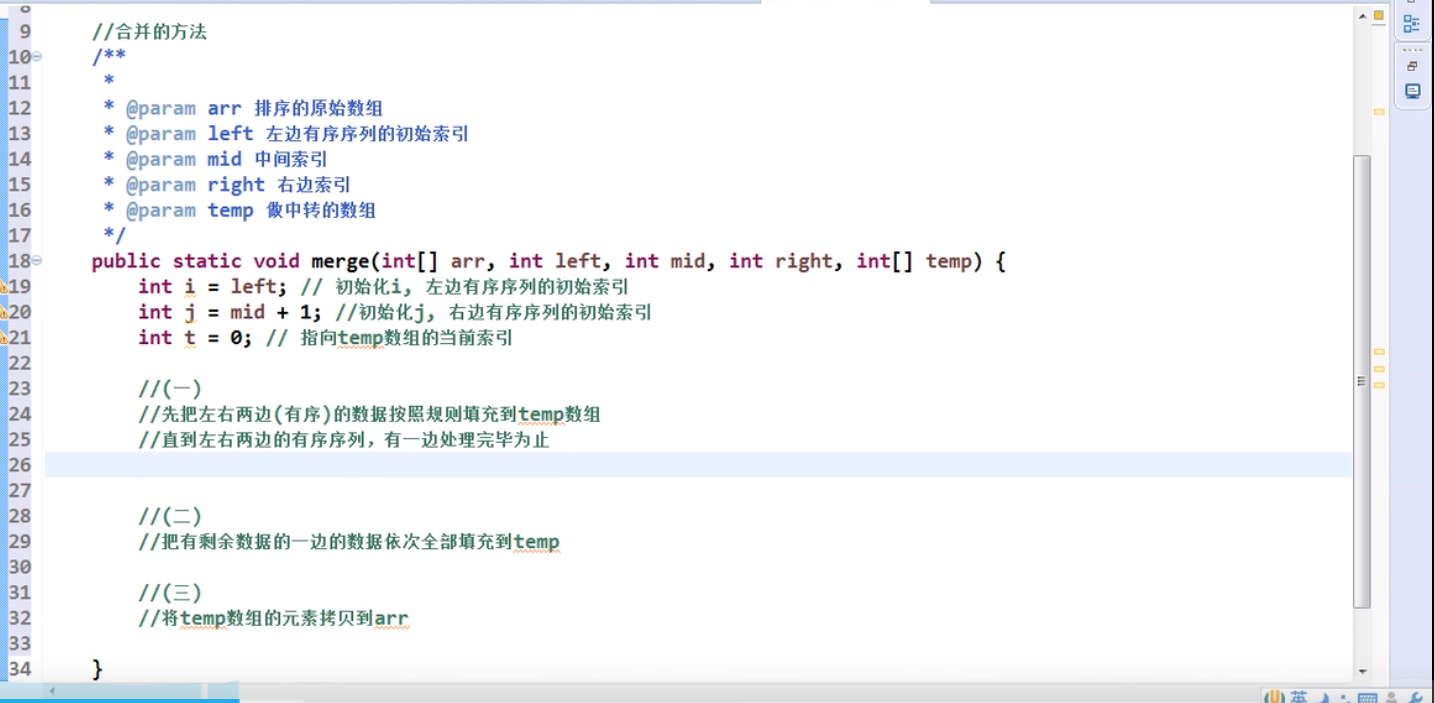 8
9 //合并的方法
10 /**
11 *
12 * @param arr 排序的原始数组
13 * @param left 左边有序序列的初始索引
14 * @param mid 中间索引
15 * @param right 右边索引
16 * @param temp 做中转的数组
17 */
18 public static void merge(int[] arr, int left, int mid, int right, int[] temp) {
19 int i = left; // 初始化i, 左边有序序列的初始索引
20 int j = mid + 1; //初始化j, 右边有序序列的初始索引
21 int t = 0; // 指向temp数组的当前索引
22
23 //(一)
24 //先把左右两边(有序)的数据按照规则填充到temp数组
25 //直到左右两边的有序序列，有一边处理完毕为止
26
27
28 //(二)
29 //把有剩余数据的一边的数据依次全部填充到temp
30
31 //(三)
32 //将temp数组的元素拷贝到arr
33
34 }
英